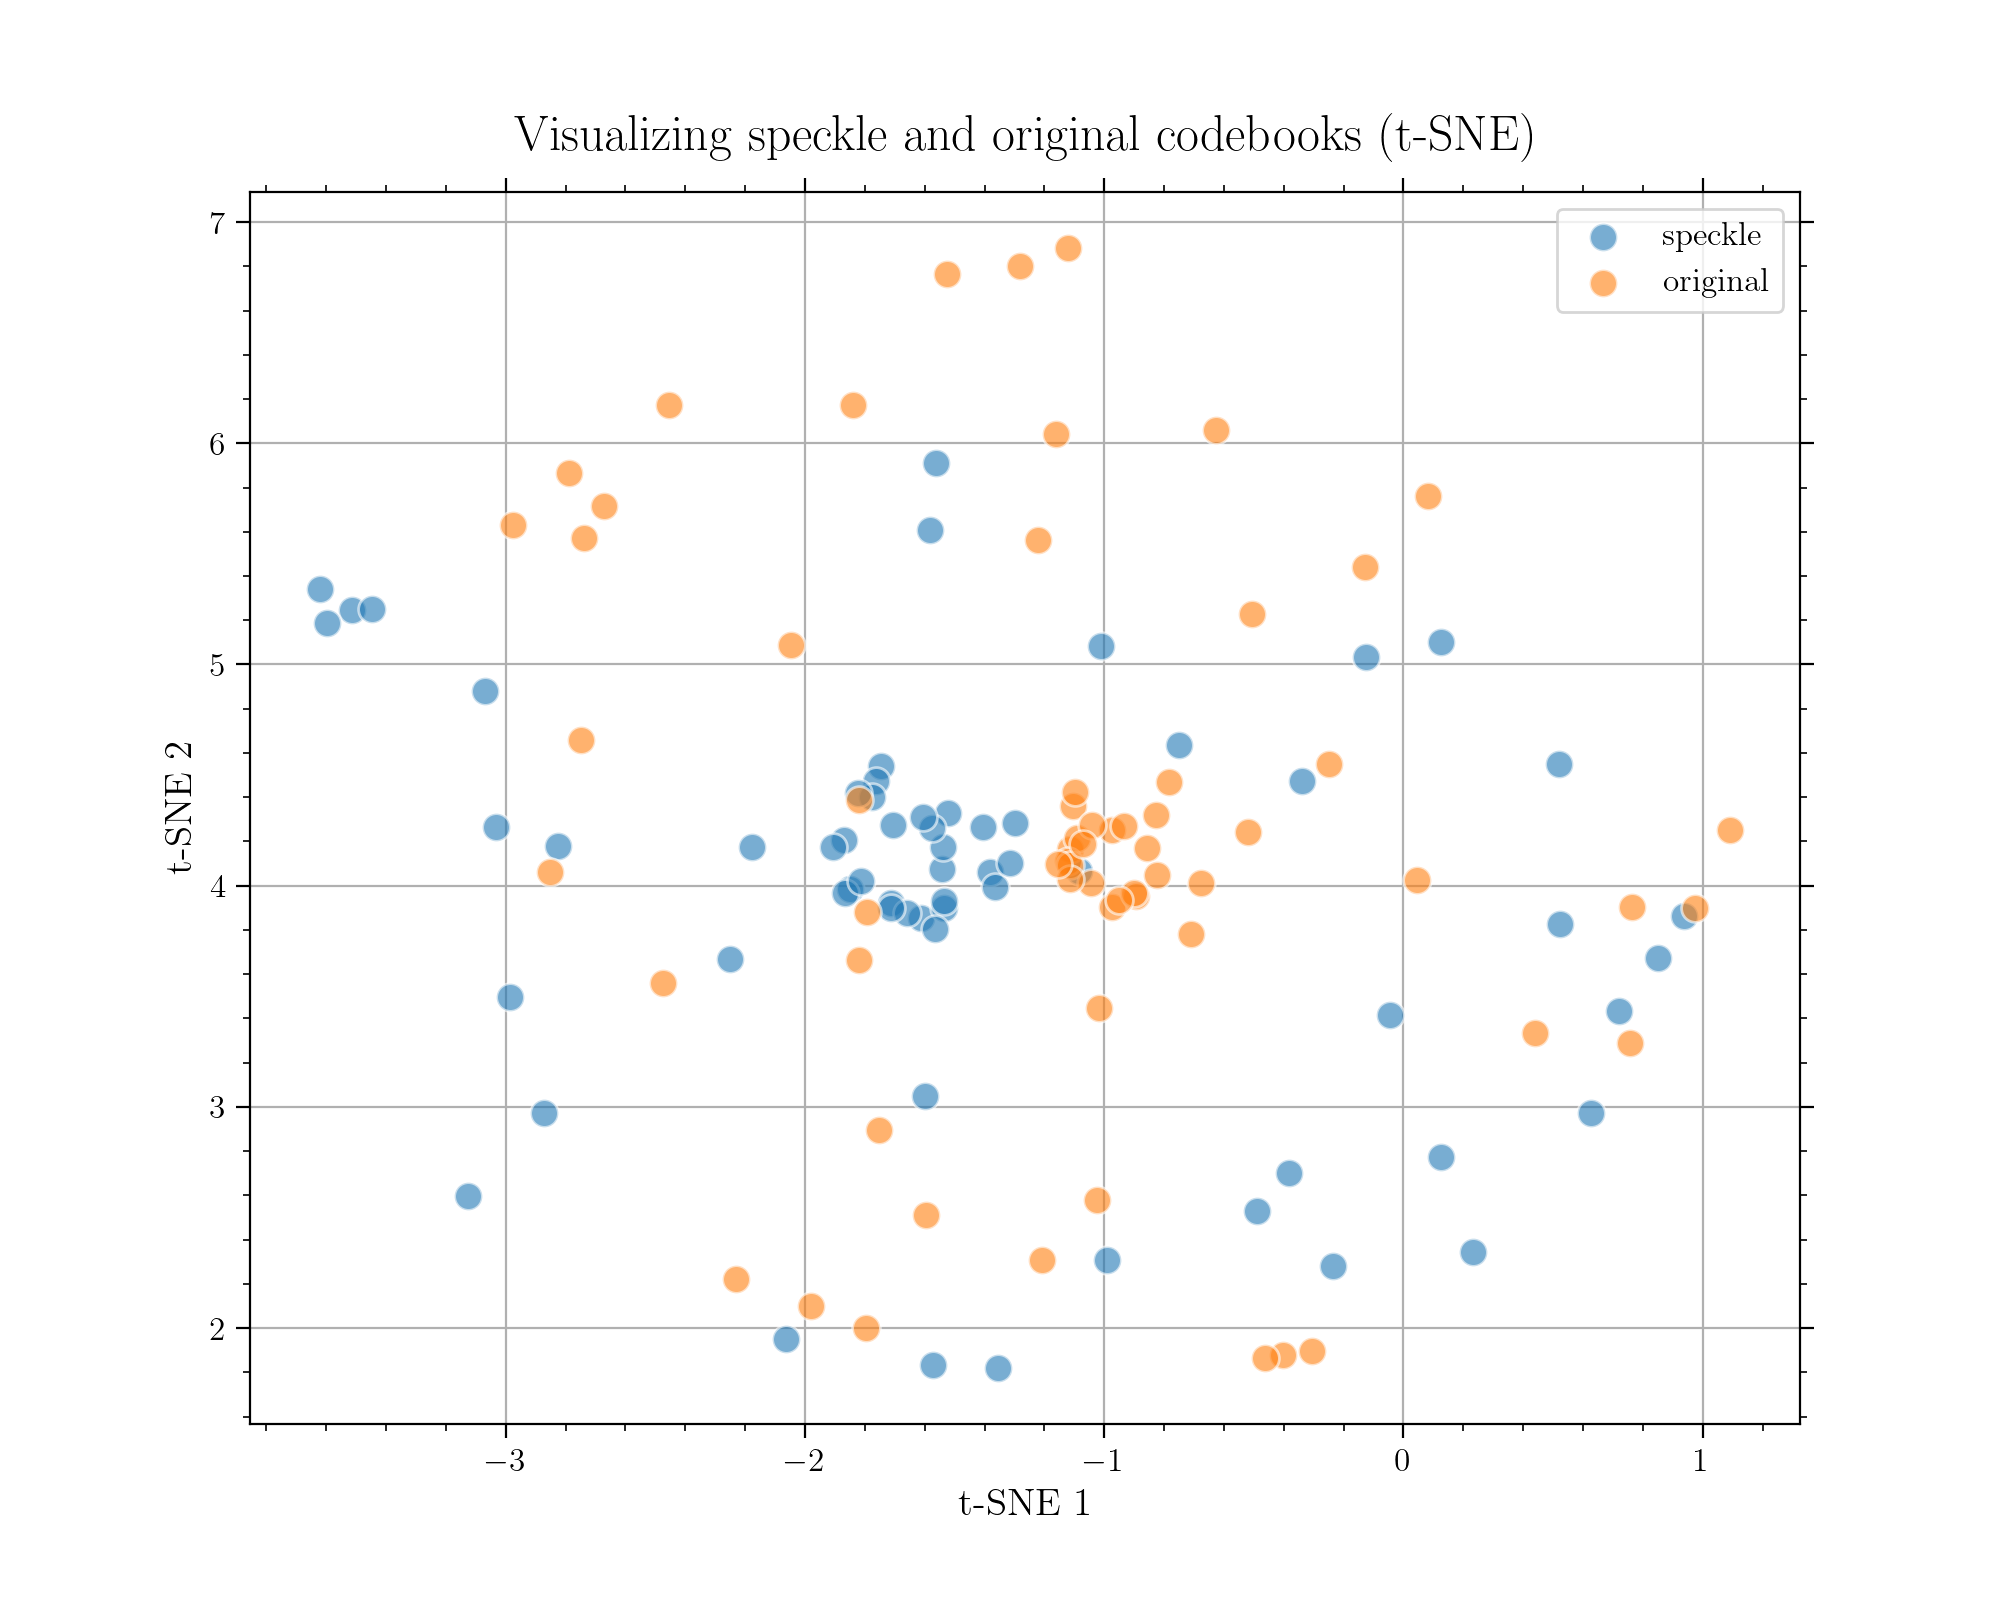 Visualizing speckle and original codebooks (t-SNE)
speckle
original
7
6
5
4
3
2
t-SNE 2
−3
−2
−1
0
1
t-SNE 1